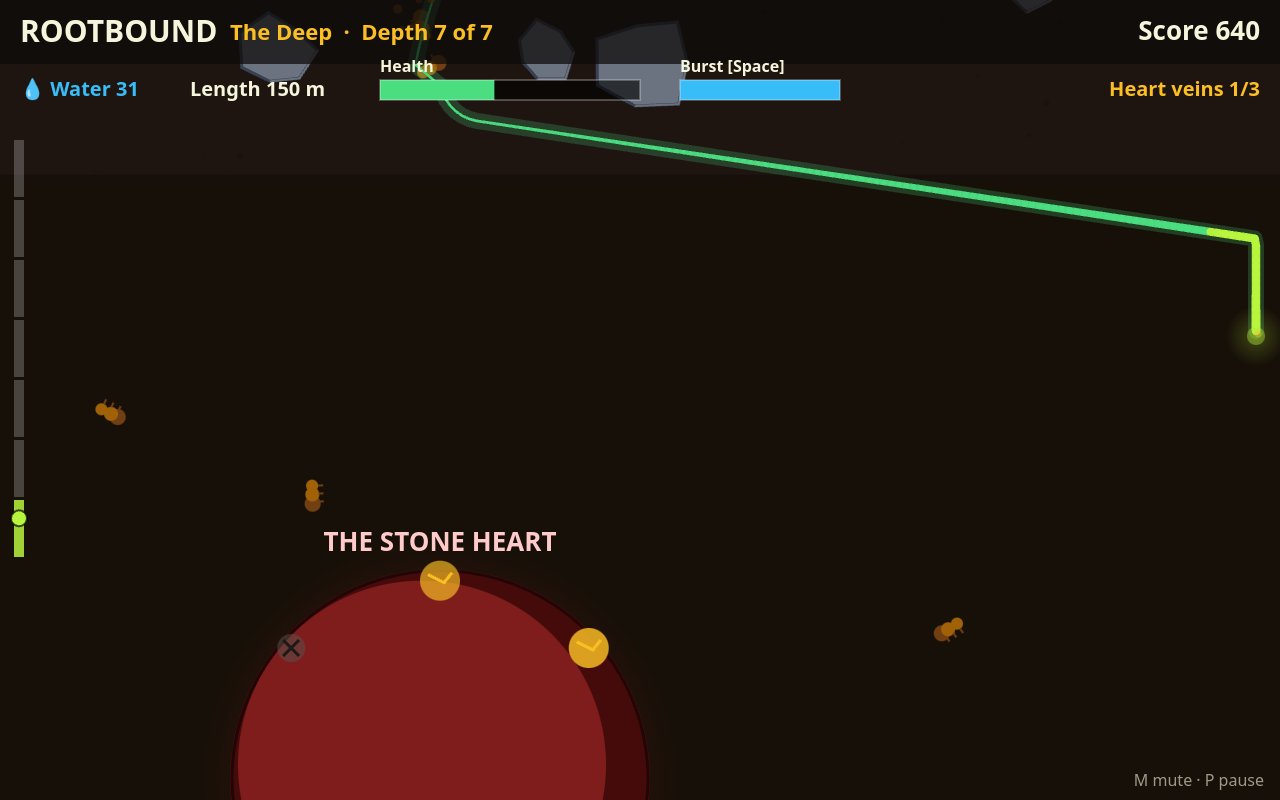 ROOTBOUND The Deep · Depth 7 of 7 Score 640
Health Burst [Space]
Water 31 Length 150 m Heart veins 1/3
THE STONE HEART
M mute · P pause